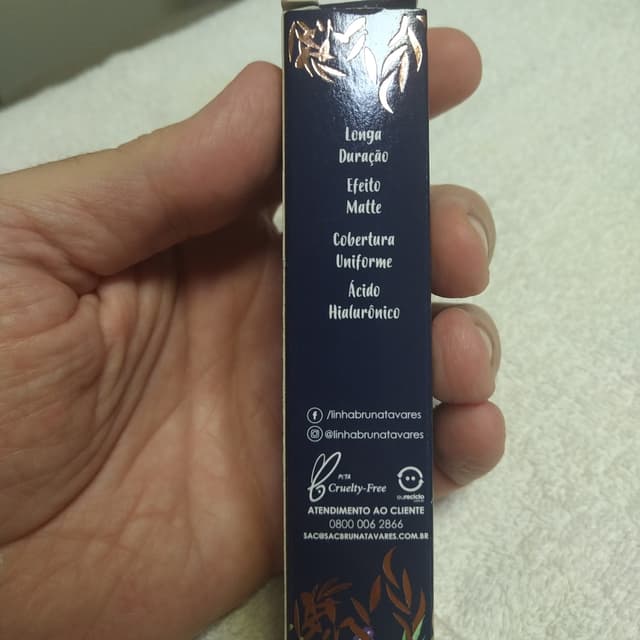 Longa
Duração
Efeito
Matte
Cobertura
Uniforme
Ácido
Hialurônico
/linhabrunatavares
@linhabrunatavares
PETA
Cruelty-Free
eureciclo
ATENDIMENTO AO CLIENTE
0800 006 2866
SAC@SACBRUNATAVARES.COM.BR